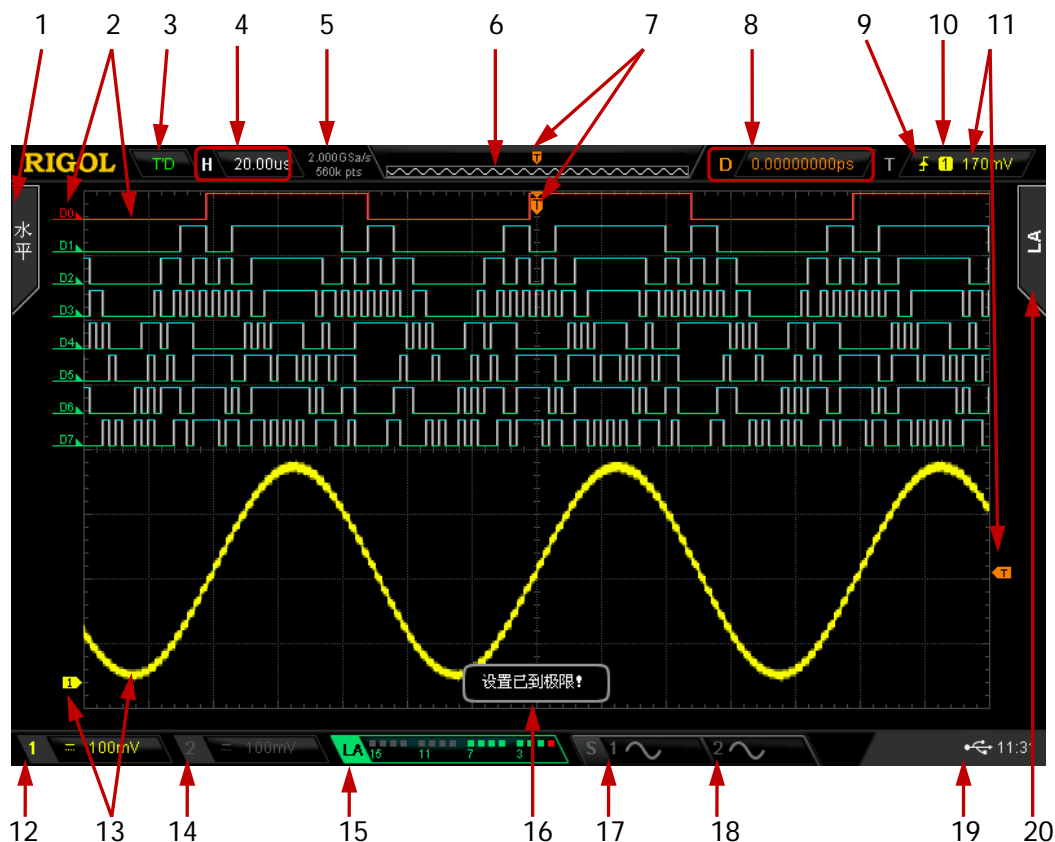 1 2 3 4 5 6 7 8 9 10 11
RIGOL T'D H 20.00us 2.000GSa/s 560k pts T D 0.00000000ps T 1 170mV
T
水平
LA
D0
D1
D2
D3
D4
D5
D6
D7
T
1
设置已到极限!
1 100mV 2 100mV LA 15 11 7 3 S 1 2 11:31
12 13 14 15 16 17 18 19 20